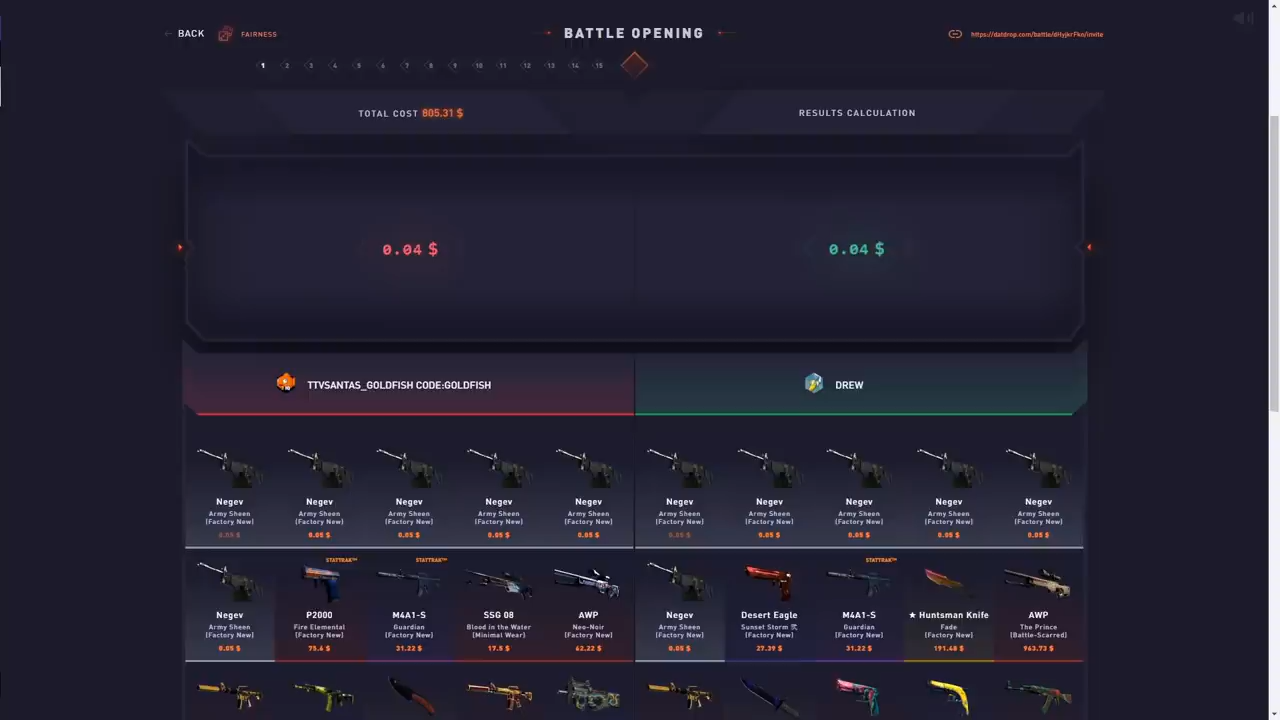 ← BACK
FAIRNESS
BATTLE OPENING
https://datdrop.com/battle/dHyjkrFko/invite
1 2 3 4 5 6 7 8 9 10 11 12 13 14 15
TOTAL COST 805.31 $
RESULTS CALCULATION
0.04 $
0.04 $
TTVSANTAS_GOLDFISH CODE:GOLDFISH
DREW
Negev Negev Negev Negev Negev Negev Negev Negev Negev Negev
Army Sheen Army Sheen Army Sheen Army Sheen Army Sheen Army Sheen Army Sheen Army Sheen Army Sheen Army Sheen
(Factory New) (Factory New) (Factory New) (Factory New) (Factory New) (Factory New) (Factory New) (Factory New) (Factory New) (Factory New)
0.05 $ 0.05 $ 0.05 $ 0.05 $ 0.05 $ 0.05 $ 0.05 $ 0.05 $ 0.05 $ 0.05 $
STATTRAK™ STATTRAK™ STATTRAK™
Negev P2000 M4A1-S SSG 08 AWP Negev Desert Eagle M4A1-S ★ Huntsman Knife AWP
Army Sheen Fire Elemental Guardian Blood in the Water Neo-Noir Army Sheen Sunset Storm 弐 Guardian Fade The Prince
(Factory New) (Factory New) (Factory New) (Minimal Wear) (Factory New) (Factory New) (Factory New) (Factory New) (Factory New) (Battle-Scarred)
0.05 $ 75.6 $ 31.22 $ 17.5 $ 62.22 $ 0.05 $ 27.39 $ 31.22 $ 191.48 $ 963.73 $